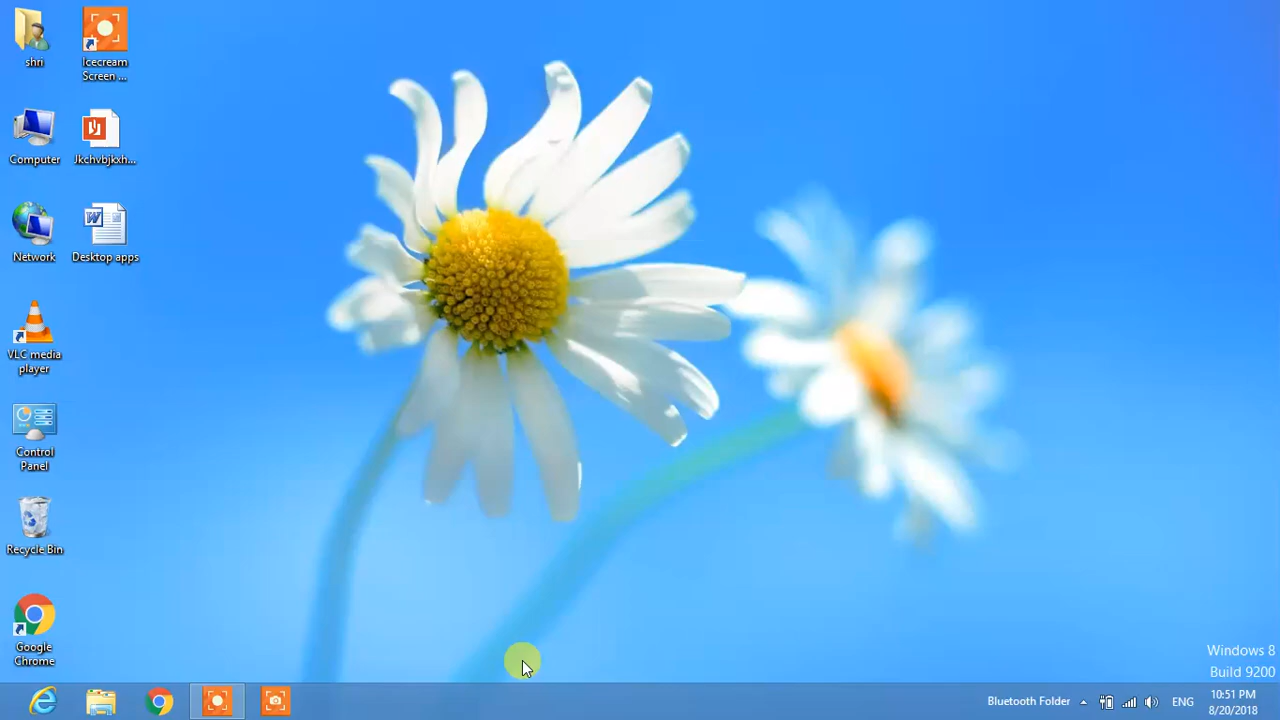 shri
Icecream
Screen ...
Computer
Jkchvbjkxh...
Network
Desktop apps
VLC media
player
Control
Panel
Recycle Bin
Google
Chrome
Windows 8
Build 9200
Bluetooth Folder
ENG
10:51 PM
8/20/2018